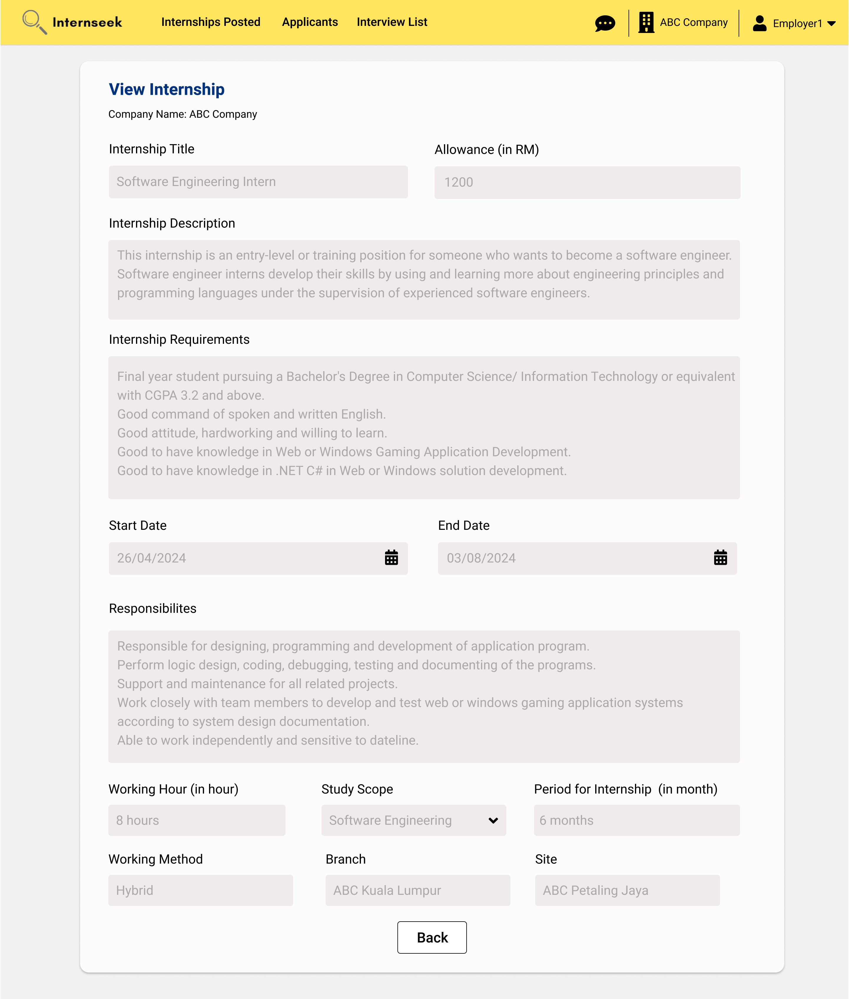 Internseek
Internships Posted
Applicants
Interview List
ABC Company
Employer1
View Internship
Company Name: ABC Company
Internship Title
Allowance (in RM)
Software Engineering Intern
1200
Internship Description
This internship is an entry-level or training position for someone who wants to become a software engineer.
Software engineer interns develop their skills by using and learning more about engineering principles and
programming languages under the supervision of experienced software engineers.
Internship Requirements
Final year student pursuing a Bachelor's Degree in Computer Science/ Information Technology or equivalent
with CGPA 3.2 and above.
Good command of spoken and written English.
Good attitude, hardworking and willing to learn.
Good to have knowledge in Web or Windows Gaming Application Development.
Good to have knowledge in .NET C# in Web or Windows solution development.
Start Date
End Date
26/04/2024
03/08/2024
Responsibilites
Responsible for designing, programming and development of application program.
Perform logic design, coding, debugging, testing and documenting of the programs.
Support and maintenance for all related projects.
Work closely with team members to develop and test web or windows gaming application systems
according to system design documentation.
Able to work independently and sensitive to dateline.
Working Hour (in hour)
Study Scope
Period for Internship (in month)
8 hours
Software Engineering
6 months
Working Method
Branch
Site
Hybrid
ABC Kuala Lumpur
ABC Petaling Jaya
Back